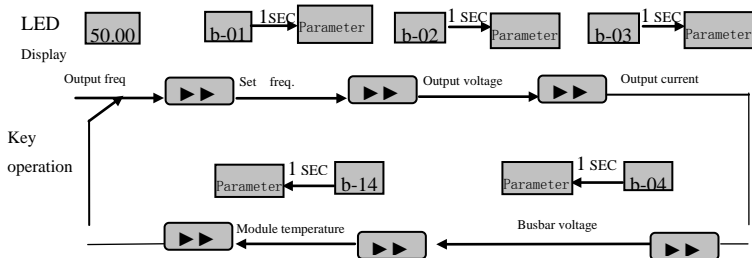 LED
Display
50.00
b-01
1SEC
Parameter
b-02
1 SEC
Parameter
b-03
1 SEC
Parameter
Output freq
Set freq.
Output voltage
Output current
Key
operation
Parameter
1 SEC
b-14
Parameter
1 SEC
b-04
Module temperature
Busbar voltage